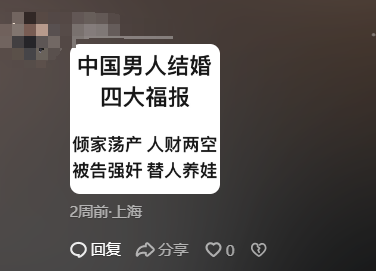 中国男人结婚
四大福报
倾家荡产 人财两空
被告强奸 替人养娃
2周前·上海
回复 分享 0